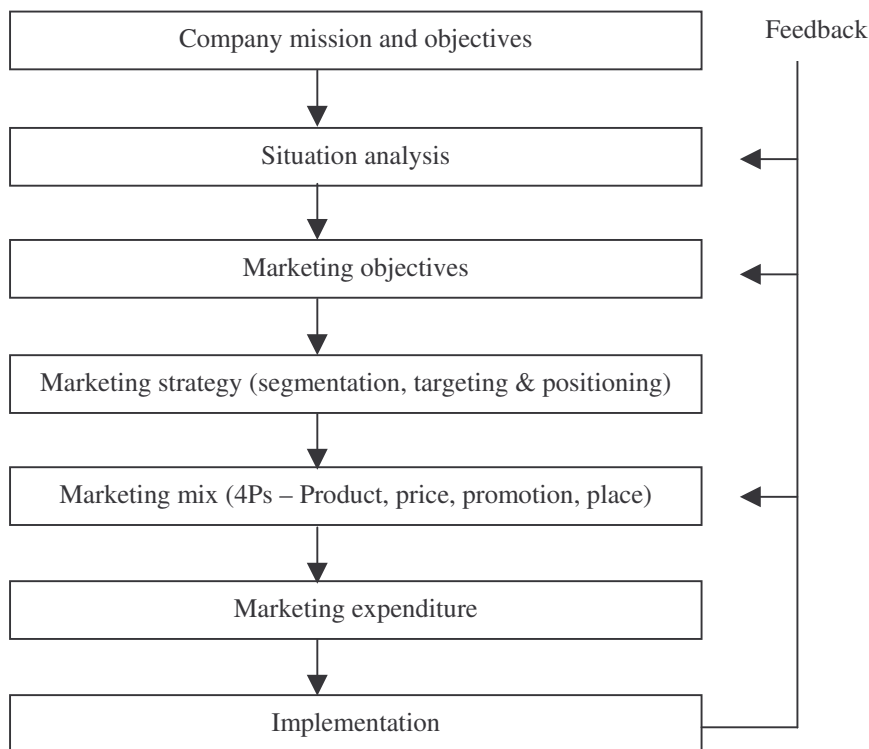 Company mission and objectives
Feedback
Situation analysis
Marketing objectives
Marketing strategy (segmentation, targeting & positioning)
Marketing mix (4Ps – Product, price, promotion, place)
Marketing expenditure
Implementation